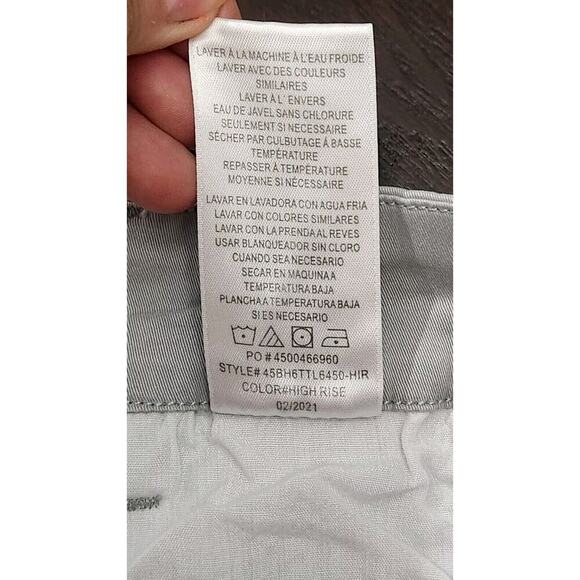 LAVER À LA MACHINE À L'EAU FROIDE
LAVER AVEC DES COULEURS
SIMILAIRES
LAVER À L' ENVERS
EAU DE JAVEL SANS CHLORURE
SEULEMENT SI NECESSAIRE
SÉCHER PAR CULBUTAGE À BASSE
TEMPÉRATURE
REPASSER À TEMPÉRATURE
MOYENNE SI NÉCESSAIRE
LAVAR EN LAVADORA CON AGUA FRIA
LAVAR CON COLORES SIMILARES
LAVAR CON LA PRENDA AL REVES
USAR BLANQUEADOR SIN CLORO
CUANDO SEA NECESARIO
SECAR EN MAQUINA A
TEMPERATURA BAJA
PLANCHA A TEMPERATURA BAJA
SI ES NECESARIO
PO # 4500466960
STYLE# 45BH6TTL6450-HIR
COLOR#HIGH RISE
02/2021